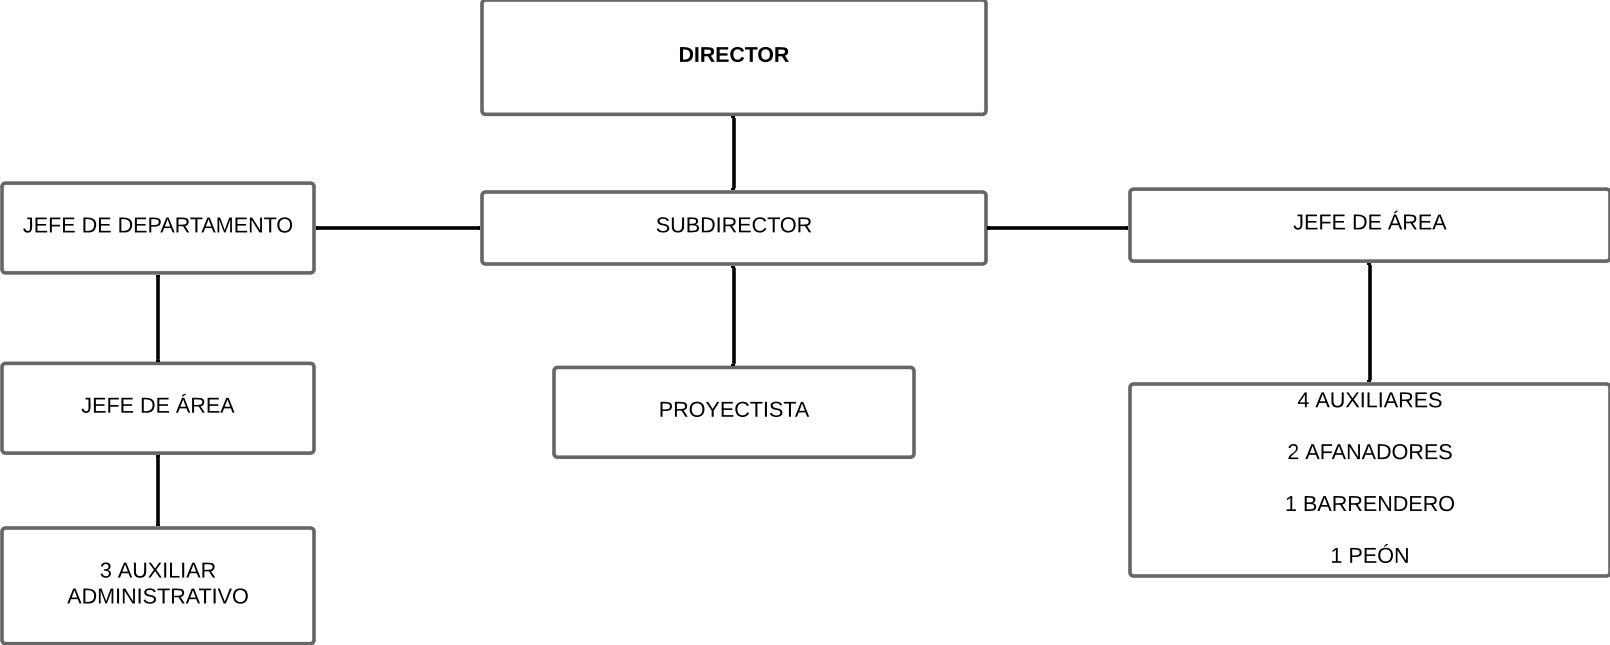 DIRECTOR
JEFE DE DEPARTAMENTO
SUBDIRECTOR
JEFE DE ÁREA
JEFE DE ÁREA
PROYECTISTA
4 AUXILIARES
2 AFANADORES
1 BARRENDERO
1 PEÓN
3 AUXILIAR
ADMINISTRATIVO